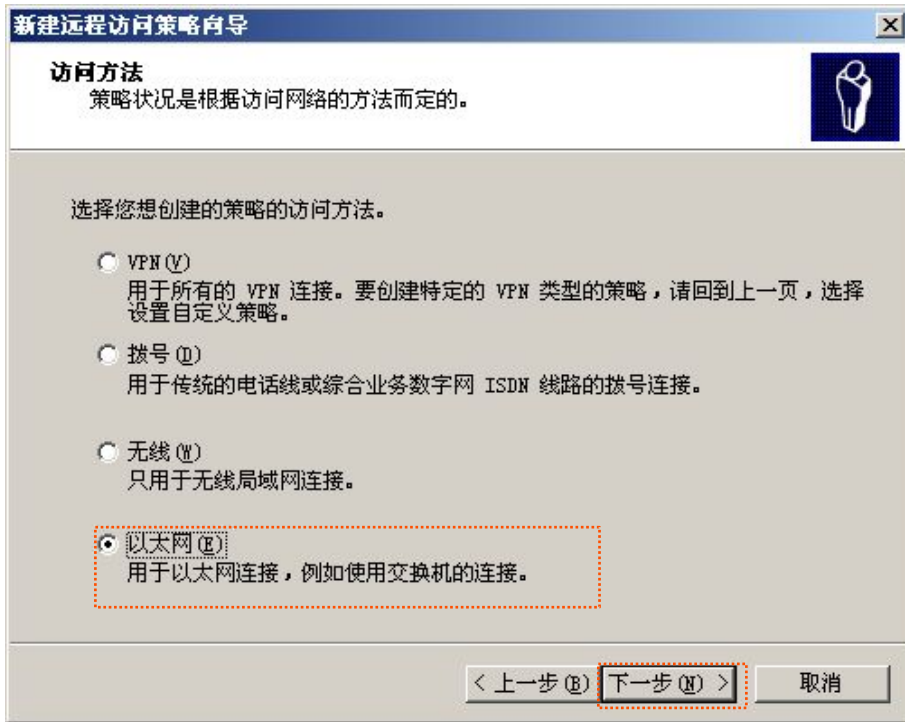 新建远程访问策略向导
访问方法
策略状况是根据访问网络的方法而定的。
选择您想创建的策略的访问方法。
VPN(V)
用于所有的 VPN 连接。要创建特定的 VPN 类型的策略，请回到上一页，选择
设置自定义策略。
拨号(D)
用于传统的电话线或综合业务数字网 ISDN 线路的拨号连接。
无线(W)
只用于无线局域网连接。
以太网(E)
用于以太网连接，例如使用交换机的连接。
< 上一步(B) 下一步(N) > 取消